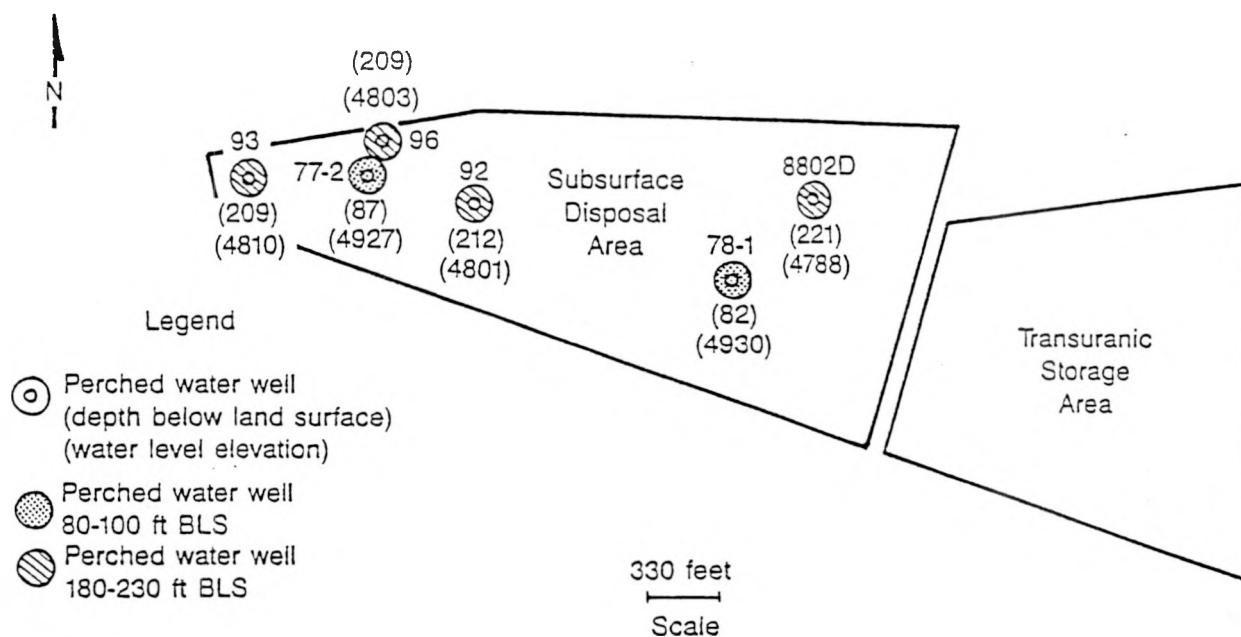 N
(209)
(4803)
96
93
(209)
(4810)
77-2
(87)
(4927)
92
(212)
(4801)
Subsurface
Disposal
Area
8802D
(221)
(4788)
78-1
(82)
(4930)
Transuranic
Storage
Area
Legend
Perched water well
(depth below land surface)
(water level elevation)
Perched water well
80-100 ft BLS
Perched water well
180-230 ft BLS
330 feet
Scale